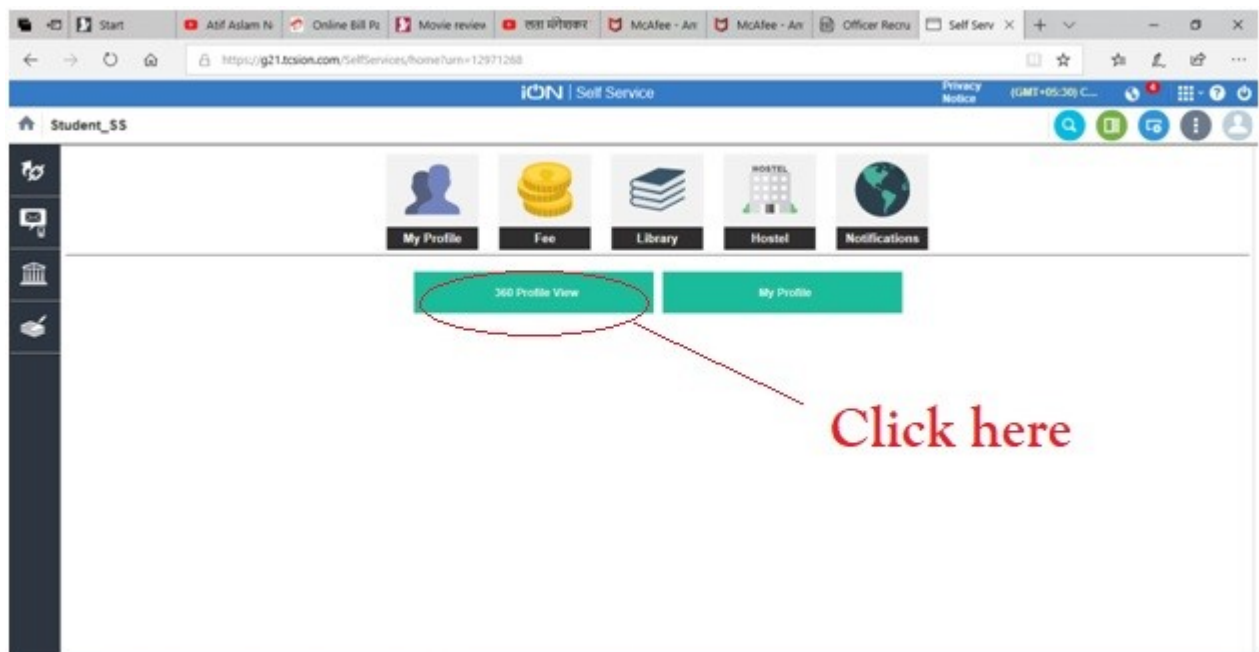 Start
Atif Aslam N
Online Bill Pa
Movie review
लता मंगेशकर
McAfee - An
McAfee - An
Officer Recru
Self Serv
https://g21.tcsion.com/SelfServices/home?urn=12971268
iON | Self Service
Privacy Notice
(GMT+05:30) C...
4
Student_SS
HOSTEL
My Profile
Fee
Library
Hostel
Notifications
360 Profile View
My Profile
Click here